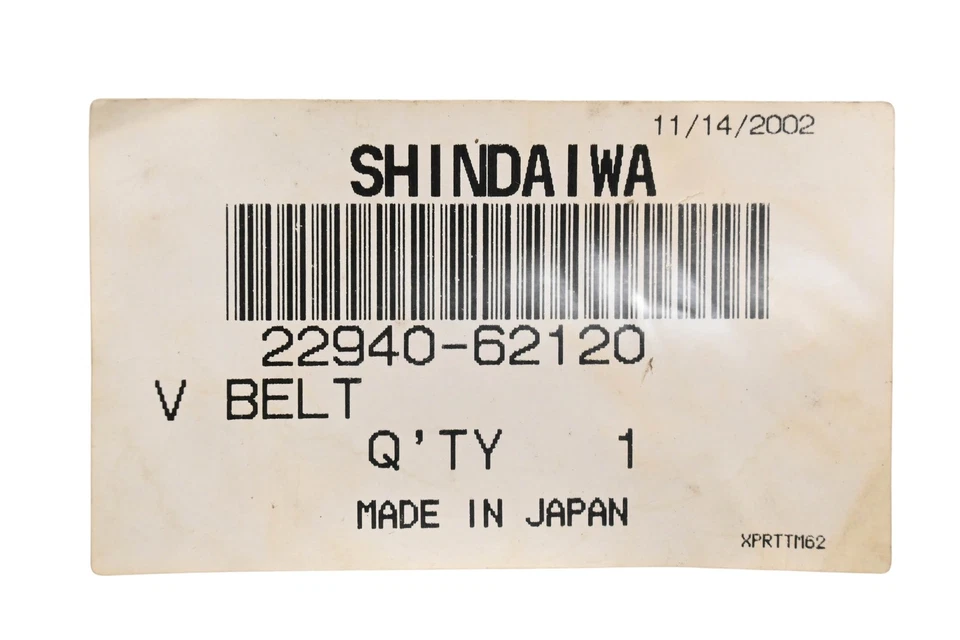 11/14/2002
SHINDAIWA
22940-62120
V BELT
Q'TY 1
MADE IN JAPAN
XPRTTM62